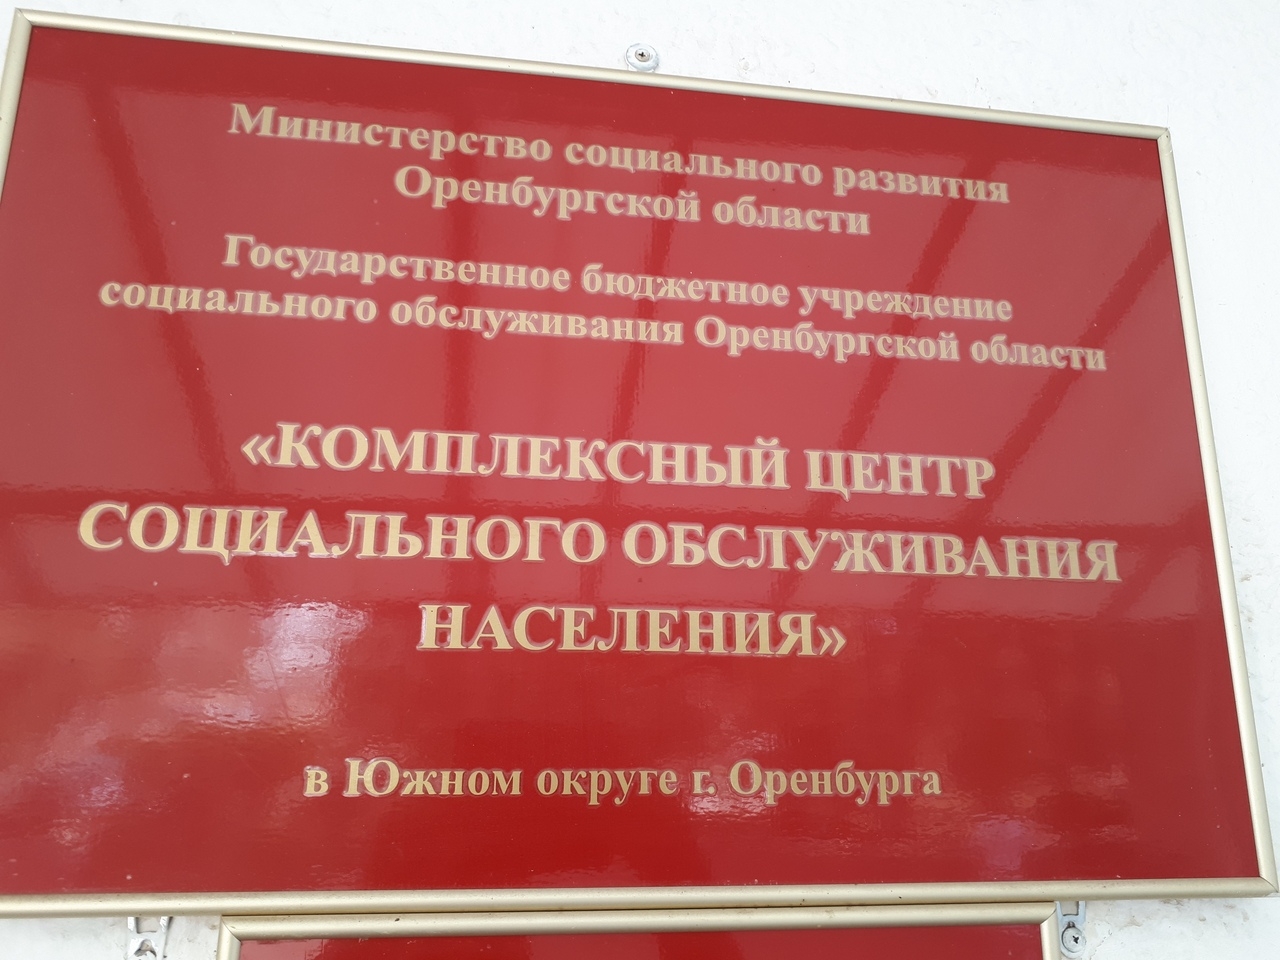 Министерство социального развития
Оренбургской области
Государственное бюджетное учреждение
социального обслуживания Оренбургской области
«КОМПЛЕКСНЫЙ ЦЕНТР
СОЦИАЛЬНОГО ОБСЛУЖИВАНИЯ
НАСЕЛЕНИЯ»
в Южном округе г. Оренбурга